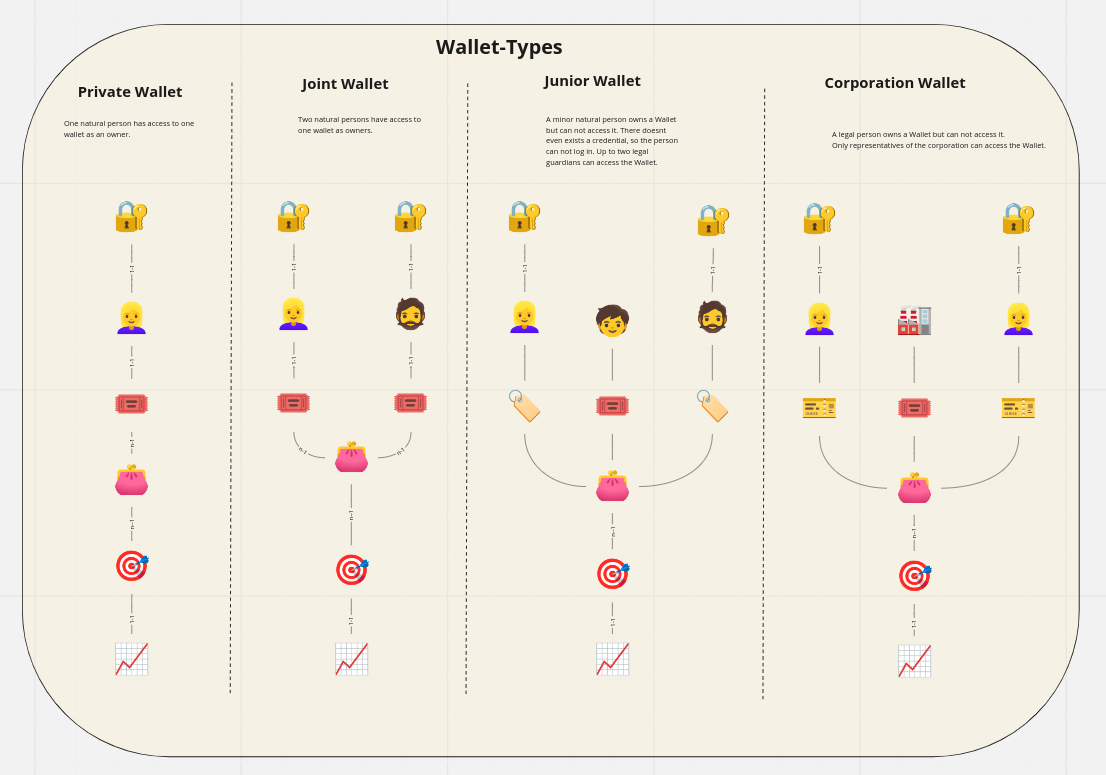 Wallet-Types
Private Wallet
One natural person has access to one
wallet as an owner.
1-1
1-1
n-1
n-1
1-1
Joint Wallet
Two natural persons have access to
one wallet as owners.
1-1
1-1
1-1
1-1
n-1
n-1
n-1
1-1
Junior Wallet
A minor natural person owns a Wallet
but can not access it. There doesnt
even exists a credential, so the person
can not log in. Up to two legal
guardians can access the Wallet.
1-1
1-1
n-1
1-1
Corporation Wallet
A legal person owns a Wallet but can not access it.
Only representatives of the corporation can access the Wallet.
1-1
1-1
n-1
1-1